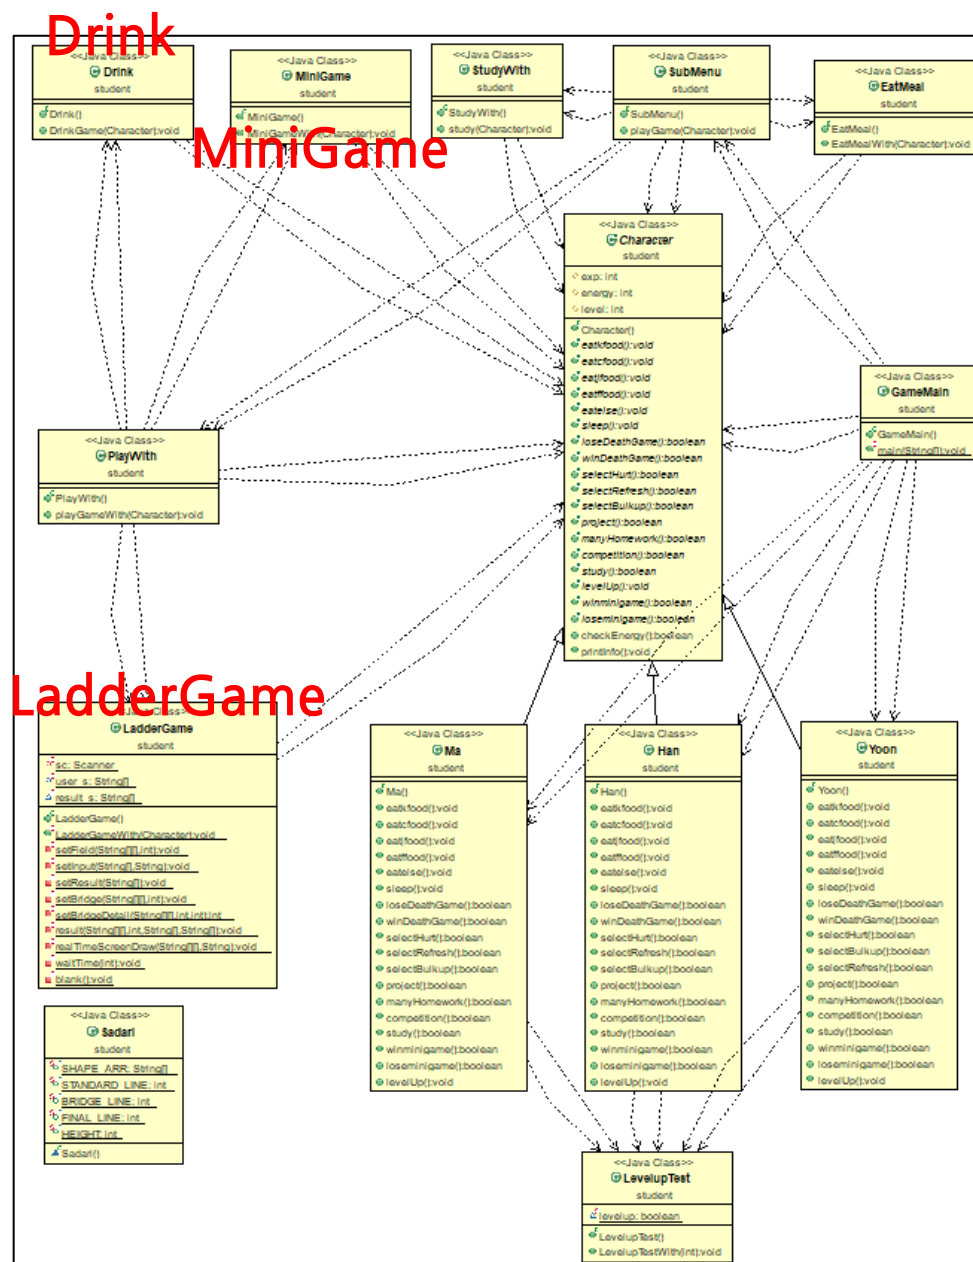 Drink
<<Java Class>>
Drink
student
Drink()
DrinkGame(Character):void
<<Java Class>>
MiniGame
student
MiniGame()
MiniGameWith(Character):void
MiniGame
<<Java Class>>
StudyWith
student
StudyWith()
study(Character):void
<<Java Class>>
SubMenu
student
SubMenu()
playGame(Character):void
<<Java Class>>
EatMeal
student
EatMeal()
EatMealWith(Character):void
<<Java Class>>
Character
student
exp: int
energy: int
level: int
Character()
eatkfood():void
eatcfood():void
eatjfood():void
eatffood():void
eatelse():void
sleep():void
loseDeathGame():boolean
winDeathGame():boolean
selectHurt():boolean
selectRefresh():boolean
selectBulkup():boolean
project():boolean
manyHomework():boolean
competition():boolean
study():boolean
levelUp():void
winminigame():boolean
loseminigame():boolean
checkEnergy():boolean
printInfo():void
<<Java Class>>
GameMain
student
GameMain()
main(String[]):void
<<Java Class>>
PlayWith
student
PlayWith()
playGameWith(Character):void
LadderGame
<<Java Class>>
LadderGame
student
sc: Scanner
user_s: String[]
result_s: String[]
LadderGame()
LadderGameWith(Character):void
setField(String[][],int):void
setInput(String[],String):void
setResult(String[]):void
setBridge(String[][],int):void
setBridgeDetail(String[][],int,int):int
result(String[][],int,String[],String[]):void
realTimeScreenDraw(String[][],String):void
waitTime(int):void
blank():void
<<Java Class>>
Ma
student
Ma()
eatkfood():void
eatcfood():void
eatjfood():void
eatffood():void
eatelse():void
sleep():void
loseDeathGame():boolean
winDeathGame():boolean
selectHurt():boolean
selectRefresh():boolean
selectBulkup():boolean
project():boolean
manyHomework():boolean
competition():boolean
study():boolean
winminigame():boolean
loseminigame():boolean
levelUp():void
<<Java Class>>
Han
student
Han()
eatkfood():void
eatcfood():void
eatjfood():void
eatffood():void
eatelse():void
sleep():void
loseDeathGame():boolean
winDeathGame():boolean
selectHurt():boolean
selectRefresh():boolean
selectBulkup():boolean
project():boolean
manyHomework():boolean
competition():boolean
study():boolean
winminigame():boolean
loseminigame():boolean
levelUp():void
<<Java Class>>
Yoon
student
Yoon()
eatkfood():void
eatcfood():void
eatjfood():void
eatffood():void
eatelse():void
sleep():void
loseDeathGame():boolean
winDeathGame():boolean
selectHurt():boolean
selectBulkup():boolean
selectRefresh():boolean
project():boolean
manyHomework():boolean
competition():boolean
study():boolean
winminigame():boolean
loseminigame():boolean
levelUp():void
<<Java Class>>
Sadari
student
SHAPE_ARR: String[]
STANDARD_LINE: int
BRIDGE_LINE: int
FINAL_LINE: int
HEIGHT: int
Sadari()
<<Java Class>>
LevelupTest
student
levelup: boolean
LevelupTest()
LevelupTestWith(int):void